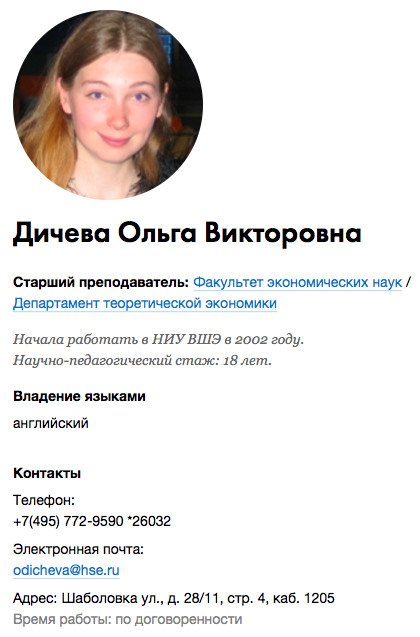 Дичева Ольга Викторовна
Старший преподаватель: Факультет экономических наук /
Департамент теоретической экономики
Начала работать в НИУ ВШЭ в 2002 году.
Научно-педагогический стаж: 18 лет.
Владение языками
английский
Контакты
Телефон:
+7(495) 772-9590 *26032
Электронная почта:
odicheva@hse.ru
Адрес: Шаболовка ул., д. 28/11, стр. 4, каб. 1205
Время работы: по договоренности